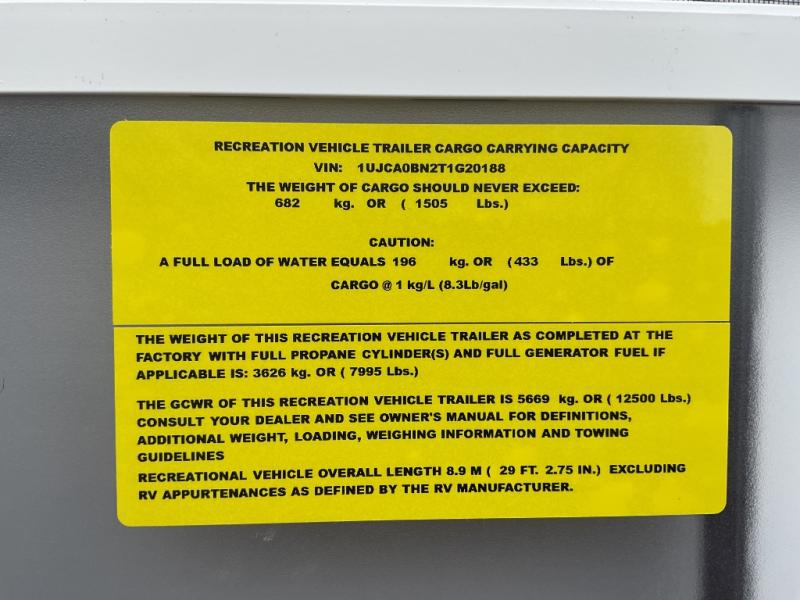 RECREATION VEHICLE TRAILER CARGO CARRYING CAPACITY
VIN: 1UJCA0BN2T1G20188
THE WEIGHT OF CARGO SHOULD NEVER EXCEED:
682 kg. OR ( 1505 Lbs.)
CAUTION:
A FULL LOAD OF WATER EQUALS 196 kg. OR (433 Lbs.) OF
CARGO @ 1 kg/L (8.3Lb/gal)
THE WEIGHT OF THIS RECREATION VEHICLE TRAILER AS COMPLETED AT THE
FACTORY WITH FULL PROPANE CYLINDER(S) AND FULL GENERATOR FUEL IF
APPLICABLE IS: 3626 kg. OR ( 7995 Lbs.)
THE GCWR OF THIS RECREATION VEHICLE TRAILER IS 5669 kg. OR ( 12500 Lbs.)
CONSULT YOUR DEALER AND SEE OWNER'S MANUAL FOR DEFINITIONS,
ADDITIONAL WEIGHT, LOADING, WEIGHING INFORMATION AND TOWING
GUIDELINES
RECREATIONAL VEHICLE OVERALL LENGTH 8.9 M ( 29 FT. 2.75 IN.) EXCLUDING
RV APPURTENANCES AS DEFINED BY THE RV MANUFACTURER.